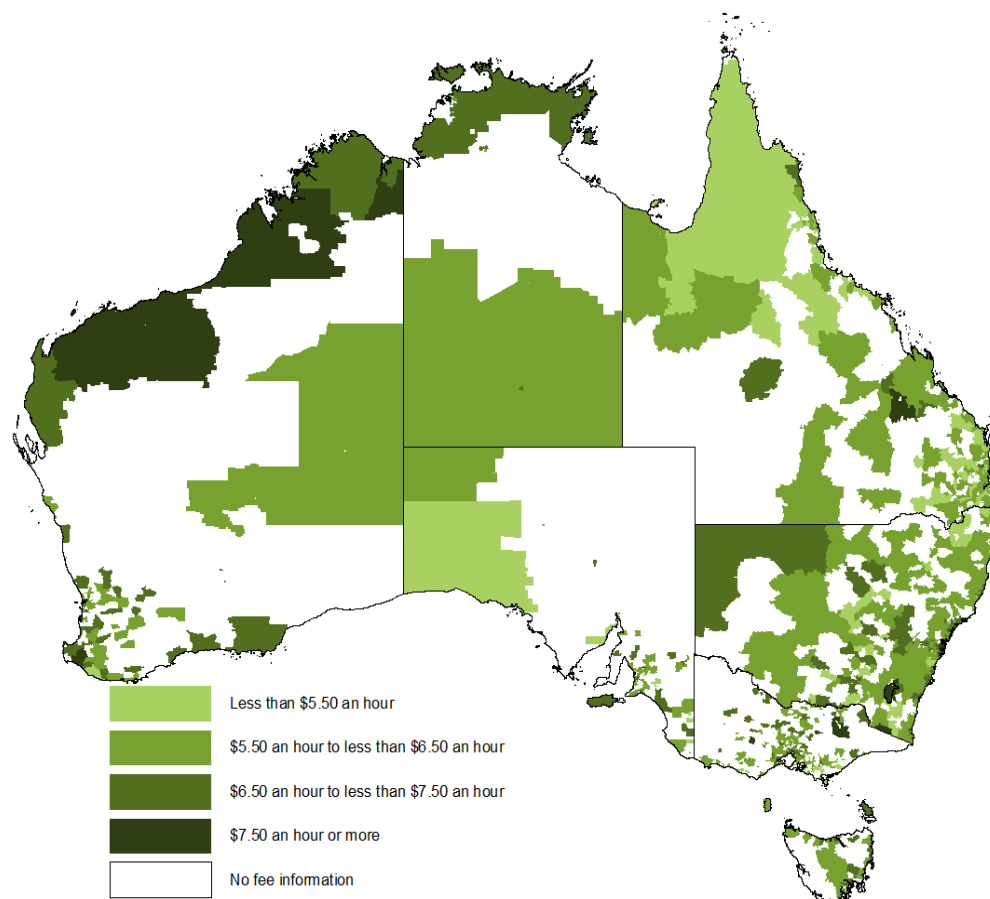 Less than $5.50 an hour
$5.50 an hour to less than $6.50 an hour
$6.50 an hour to less than $7.50 an hour
$7.50 an hour or more
No fee information